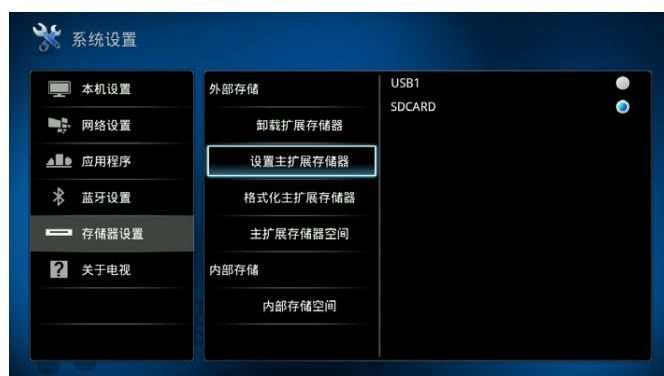 系统设置
本机设置
网络设置
应用程序
蓝牙设置
存储器设置
关于电视
外部存储
卸载扩展存储器
设置主扩展存储器
格式化主扩展存储器
主扩展存储器空间
内部存储
内部存储空间
USB1
SDCARD